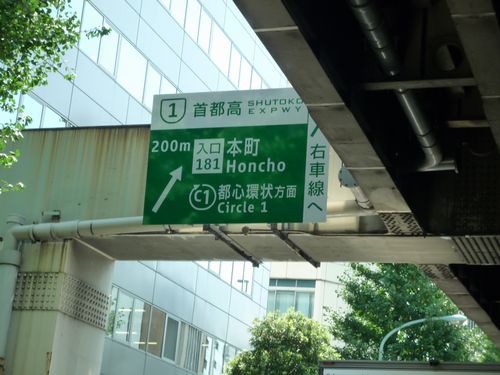 1 首都高 SHUTOKO EXPWY
200m 入口 181 本町 Honcho
C1 都心環状方面 Circle 1
右車線へ